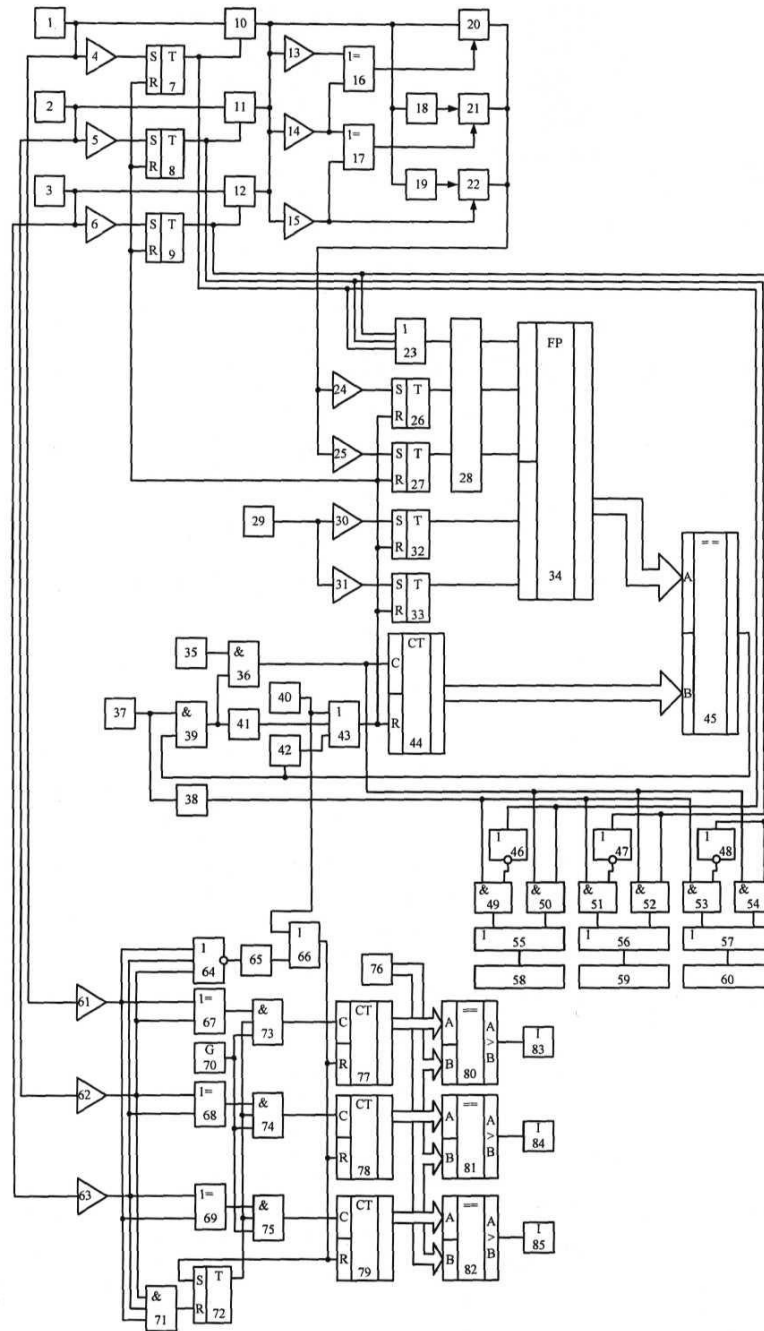 1
10
20
4
S T
R 7
13
1=
16
2
11
5
S T
R 8
14
1=
17
18
21
3
12
19
22
6
S T
R 9
15
1
23
FP
24
S T
R 26
25
S T
R 27
28
29
30
S T
R 32
31
S T
R 33
34
= =
A
B
45
35
&
36
C
CT
R
44
37
&
39
40
41
1
43
42
38
1
46
1
47
1
48
&
49
&
50
&
51
&
52
&
53
&
54
1
55
1
56
1
57
58
59
60
1
64
65
1
66
76
61
1=
67
&
73
C
CT
R
77
A
==
A
>
B
B
80
1
83
G
70
62
1=
68
&
74
C
CT
R
78
A
==
A
>
B
B
81
1
84
63
1=
69
&
75
C
CT
R
79
A
==
A
>
B
B
82
1
85
&
71
S T
R 72